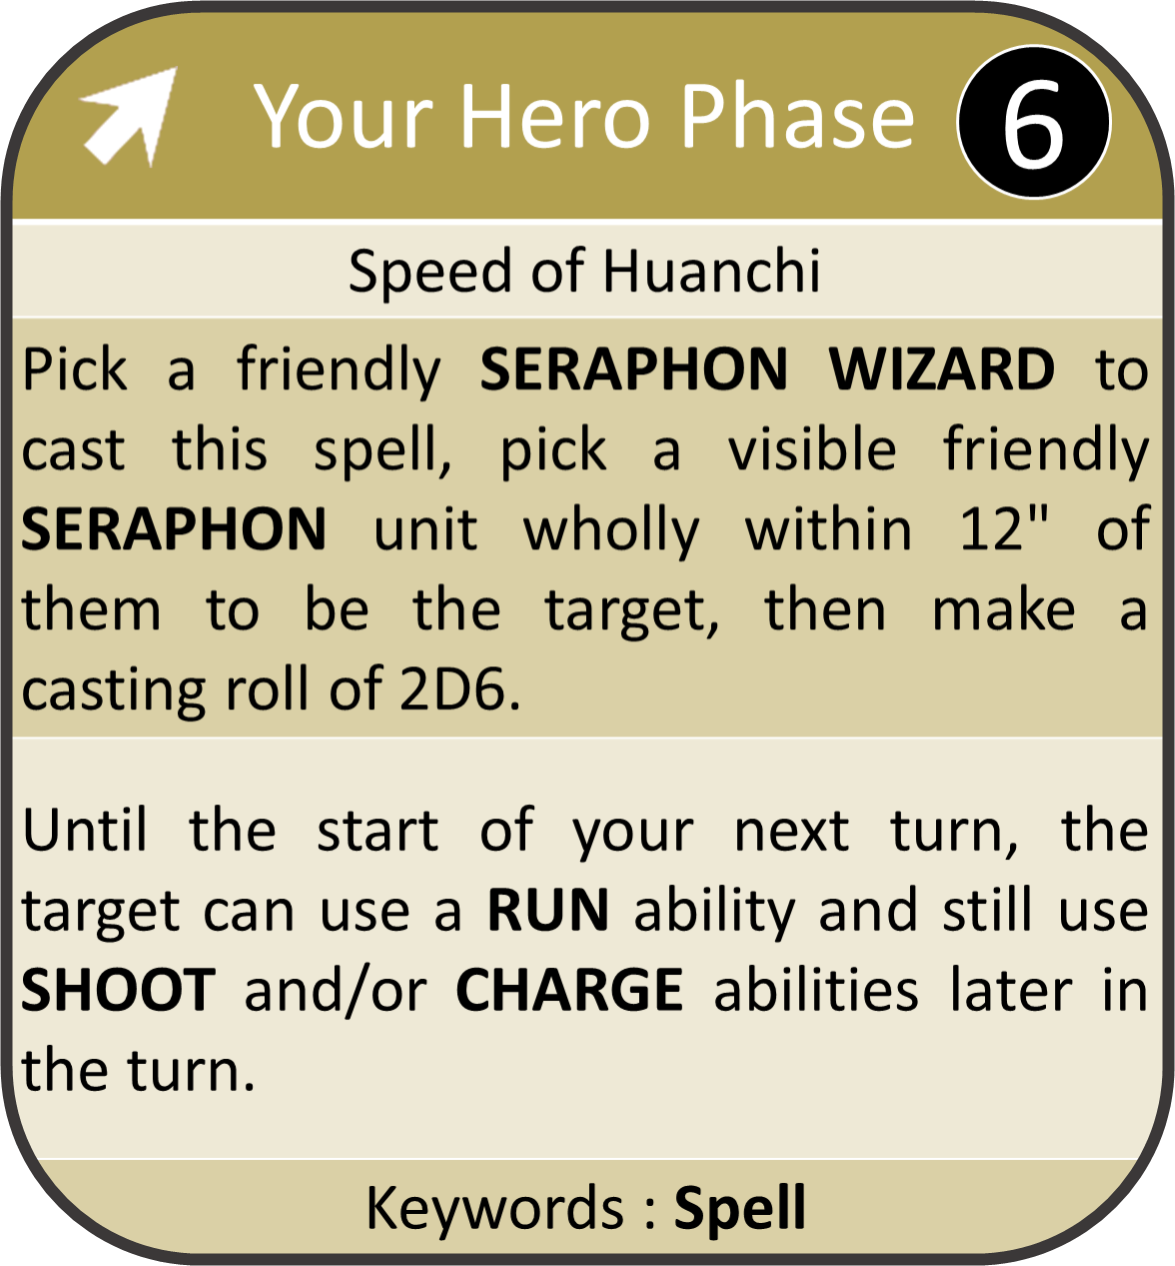 Your Hero Phase 6
Speed of Huanchi
Pick a friendly SERAPHON WIZARD to
cast this spell, pick a visible friendly
SERAPHON unit wholly within 12" of
them to be the target, then make a
casting roll of 2D6.
Until the start of your next turn, the
target can use a RUN ability and still use
SHOOT and/or CHARGE abilities later in
the turn.
Keywords : Spell